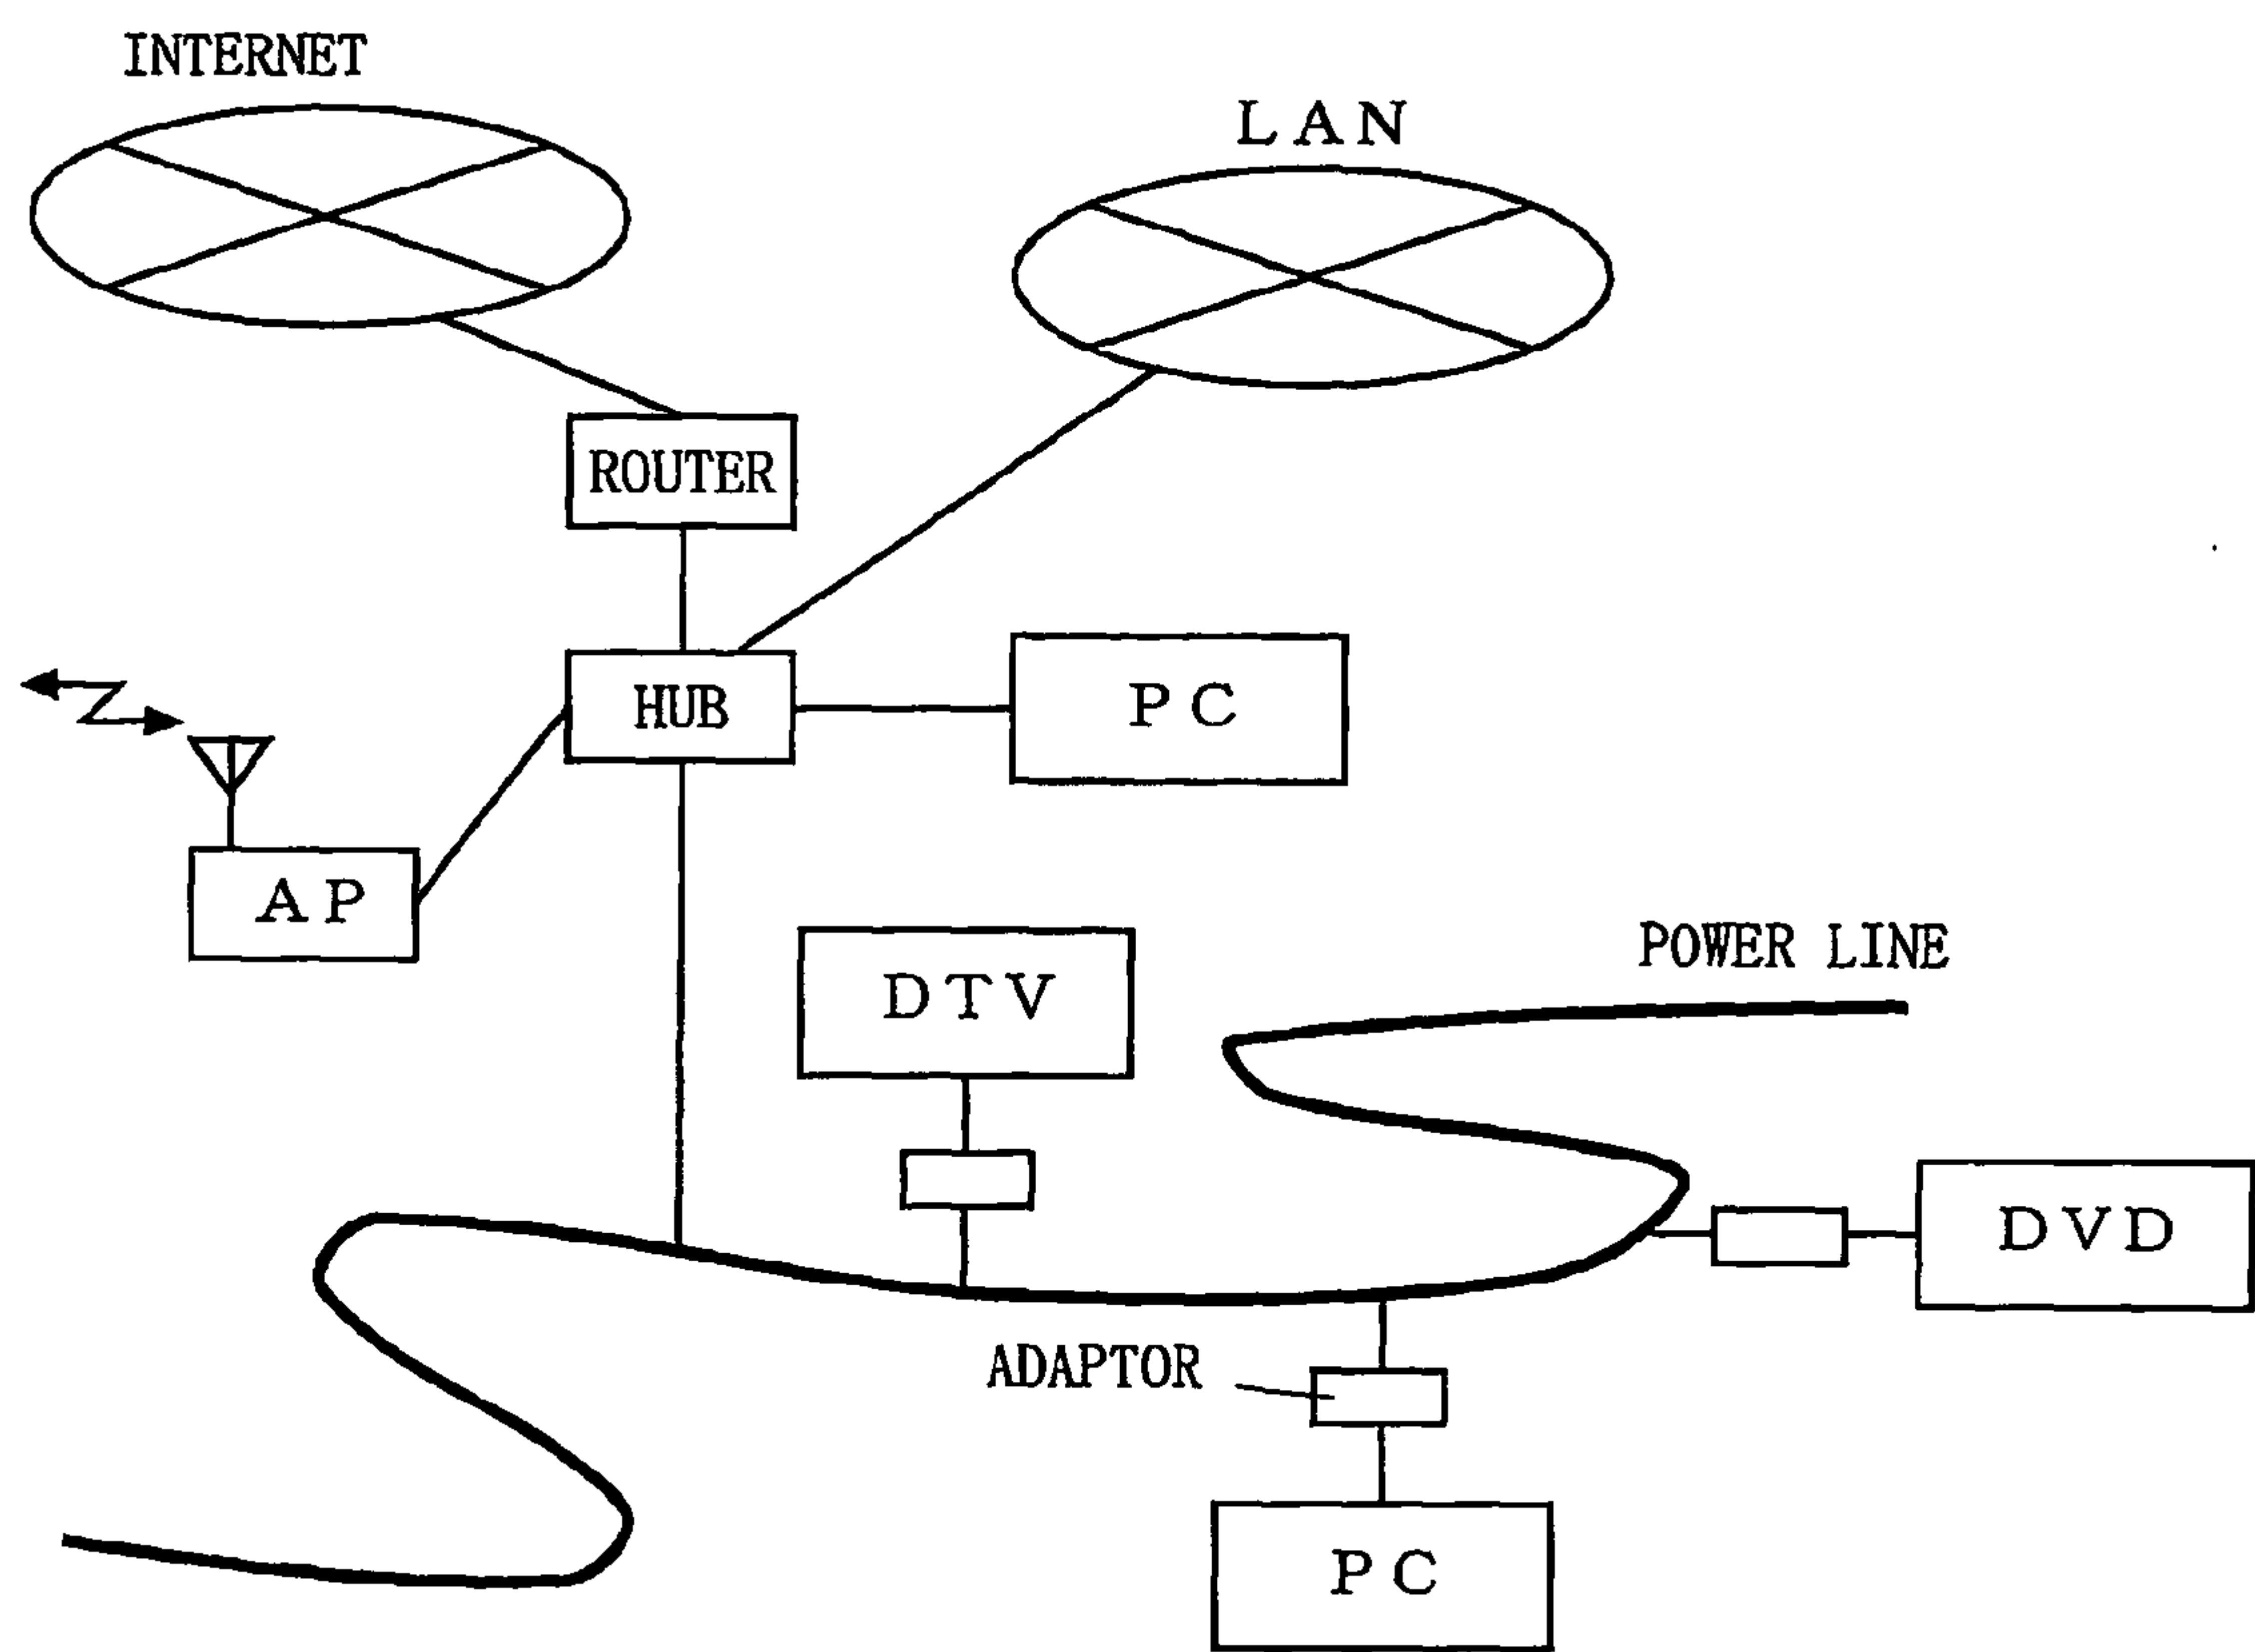 INTERNET
LAN
ROUTER
HUB
PC
AP
DTV
POWER LINE
DVD
ADAPTOR
PC